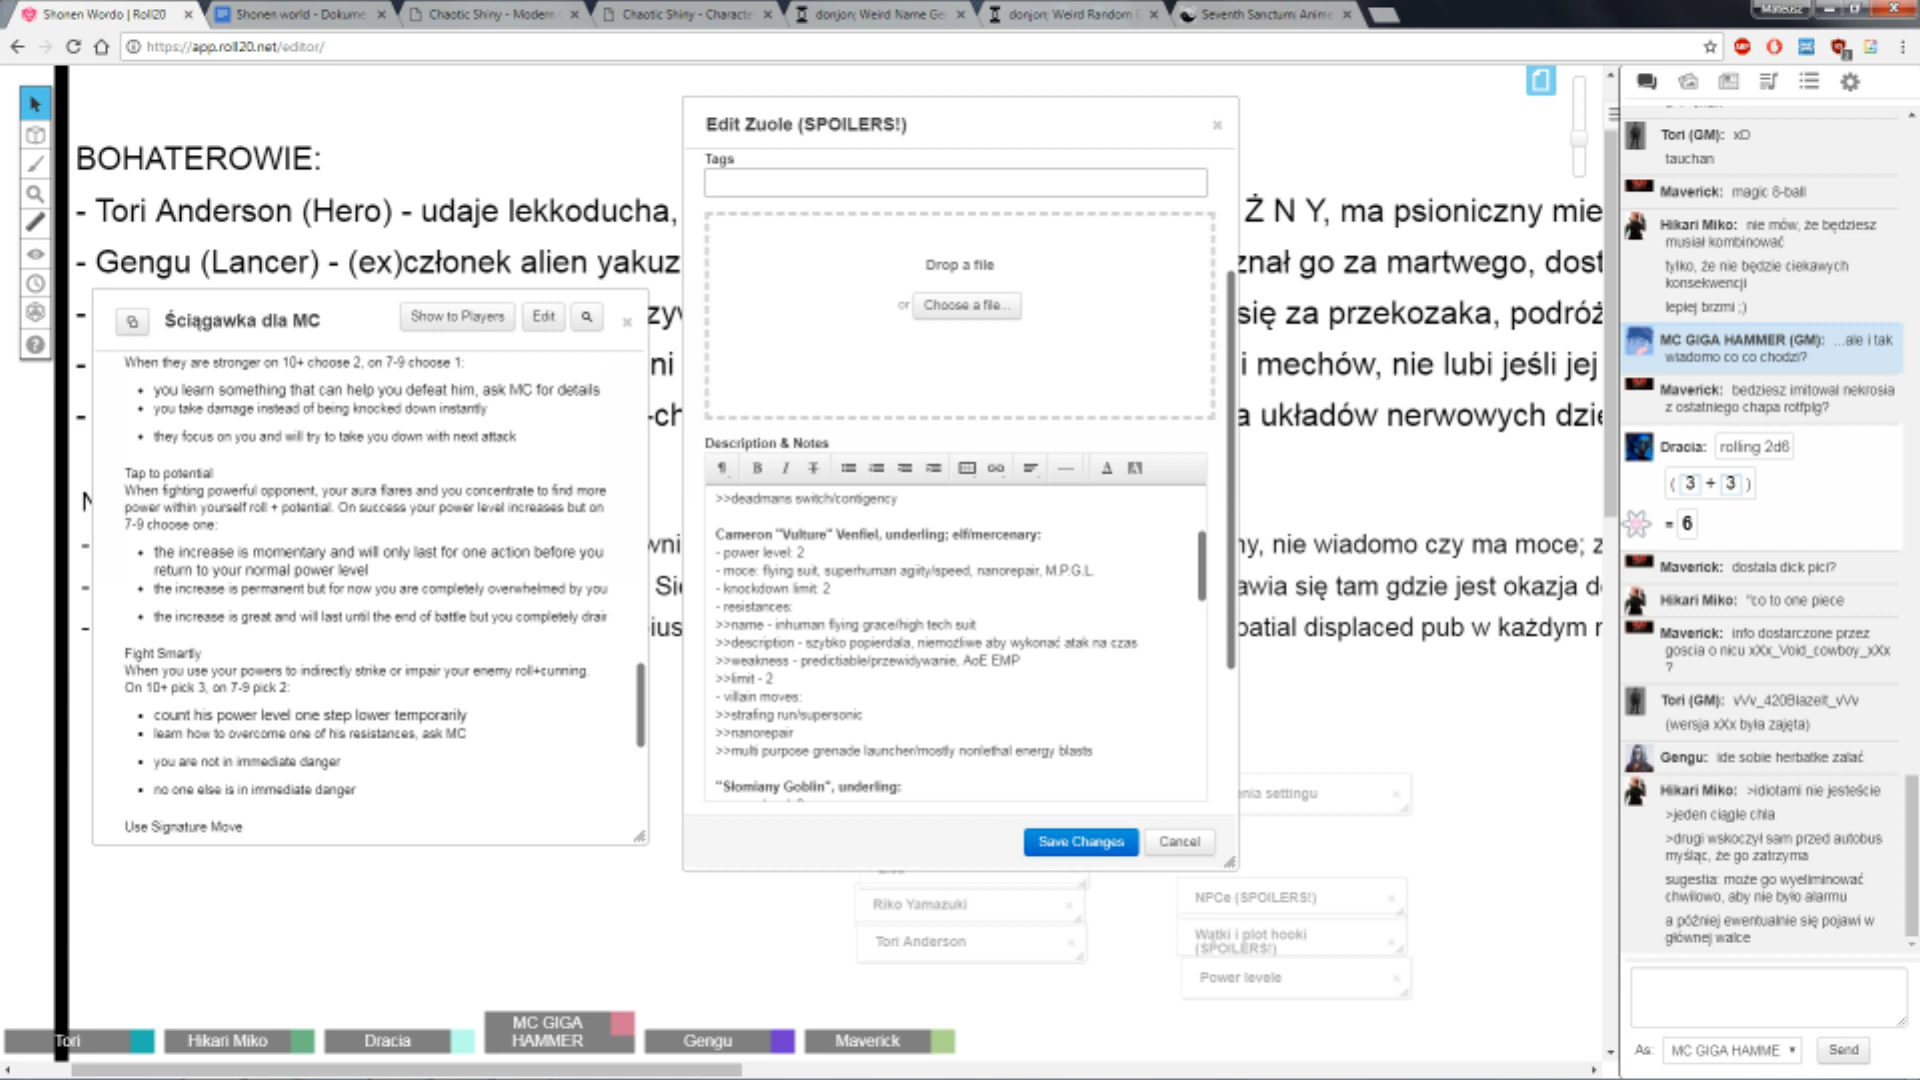 Shonen Wordo | Roll20
Shonen world - Dokume
Chaotic Shiny - Modern
Chaotic Shiny - Characte
donjon; Weird Name Ge
donjon; Weird Random
Seventh Sanctum: Anime
Mateusz
https://app.roll20.net/editor/
BOHATEROWIE:
- Tori Anderson (Hero) - udaje lekkoducha,
Ż N Y, ma psioniczny mie
- Gengu (Lancer) - (ex)członek alien yakuz
znał go za martwego, dost
się za przekozaka, podróż
ni
i mechów, nie lubi jeśli jej
-ch
a układów nerwowych dzie
wni
ny, nie wiadomo czy ma moce; z
Sie
awia się tam gdzie jest okazja do
ius
patial displaced pub w każdym r
Ściągawka dla MC
Show to Players
Edit
When they are stronger on 10+ choose 2, on 7-9 choose 1:
• you learn something that can help you defeat him, ask MC for details
• you take damage instead of being knocked down instantly
• they focus on you and will try to take you down with next attack
Tap to potential
When fighting powerful opponent, your aura flares and you concentrate to find more
power within yourself roll + potential. On success your power level increases but on
7-9 choose one:
• the increase is momentary and will only last for one action before you
return to your normal power level
• the increase is permanent but for now you are completely overwhelmed by you
• the increase is great and will last until the end of battle but you completely drair
Fight Smartly
When you use your powers to indirectly strike or impair your enemy roll+cunning.
On 10+ pick 3, on 7-9 pick 2:
• count his power level one step lower temporarily
• learn how to overcome one of his resistances, ask MC
• you are not in immediate danger
• no one else is in immediate danger
Use Signature Move
Edit Zuole (SPOILERS!)
Tags
Drop a file
or Choose a file...
Description & Notes
>>deadmans switch/contigency
Cameron "Vulture" Venfiel, underling; elf/mercenary:
- power level: 2
- moce: flying suit, superhuman agiity/speed, nanorepair, M.P.G.L.
- knockdown limit: 2
- resistances:
>>name - inhuman flying grace/high tech suit
>>description - szybko popierdala, niemożliwe aby wykonać atak na czas
>>weakness - predictiable/przewidywanie, AoE EMP
>>limit - 2
- villain moves:
>>strafing run/supersonic
>>nanorepair
>>multi purpose grenade launcher/mostly nonlethal energy blasts
"Słomiany Goblin", underling:
Save Changes
Cancel
enia settingu
Riko Yamazuki
Tori Anderson
NPCe (SPOILERS!)
Wątki i plot hooki
(SPOILERS!)
Power levele
Tori
Hikari Miko
Dracia
MC GIGA
HAMMER
Gengu
Maverick
Tori (GM): xD
tauchan
Maverick: magic 8-ball
Hikari Miko: nie mów, że będziesz
musiał kombinować
tylko, że nie będzie ciekawych
konsekwencji
lepiej brzmi ;)
MC GIGA HAMMER (GM): ...ale i tak
wiadomo co co chodzi?
Maverick: bedziesz imitował nekrosia
z ostatniego chapa rotfplg?
Dracia: rolling 2d6
( 3 + 3 )
= 6
Maverick: dostala dick pici?
Hikari Miko: "co to one piece
Maverick: info dostarczone przez
goscia o nicu xXx_Void_cowboy_xXx
?
Tori (GM): vVv_420BlazeIt_vVv
(wersja xXx była zajęta)
Gengu: ide sobie herbatke zalać
Hikari Miko: >idiotami nie jesteście
>jeden ciągle chla
>drugi wskoczył sam przed autobus
myśląc, że go zatrzyma
sugestia: może go wyeliminować
chwilowo, aby nie było alarmu
a później ewentualnie się pojawi w
głównej walce
As: MC GIGA HAMME
Send